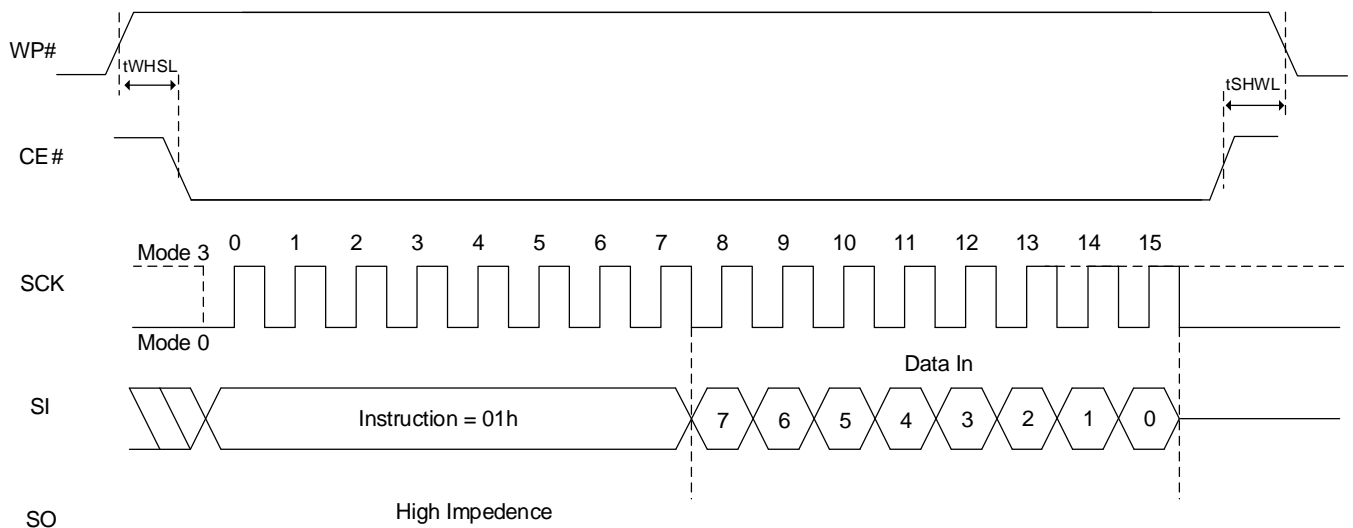 WP#
tWHSL
tSHWL
CE#
0 1 2 3 4 5 6 7 8 9 10 11 12 13 14 15
Mode 3
SCK
Mode 0
Data In
SI
Instruction = 01h
7 6 5 4 3 2 1 0
High Impedence
SO